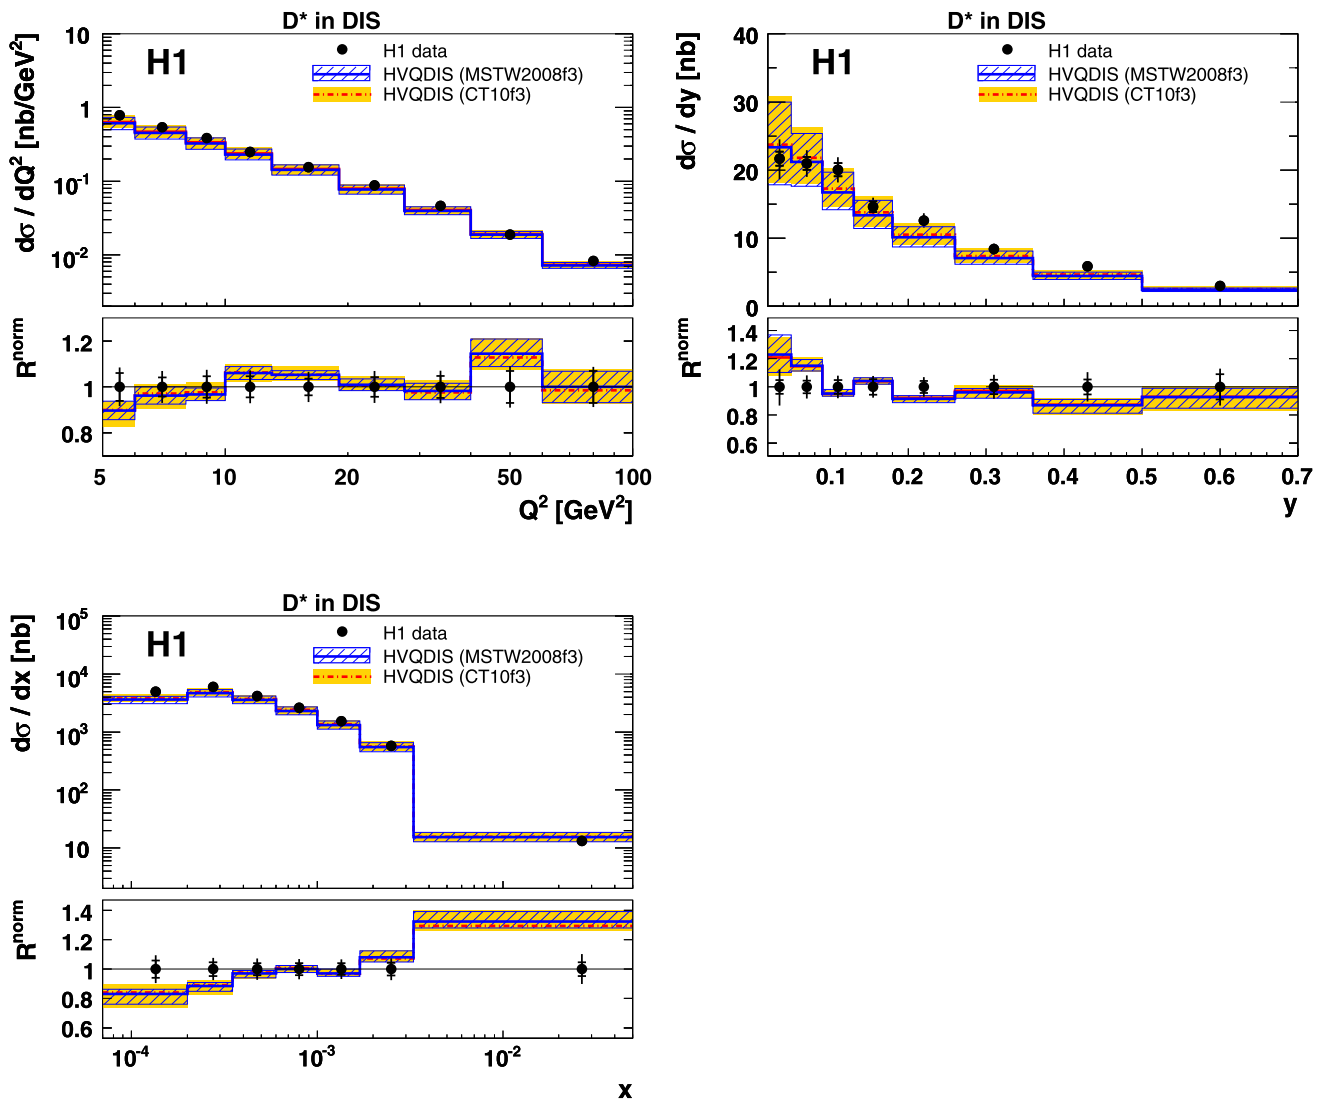 D* in DIS
H1
H1 data
HVQDIS (MSTW2008f3)
HVQDIS (CT10f3)
dσ / dQ² [nb/GeV²]
10
1
10⁻¹
10⁻²
R^norm
1.2
1
0.8
5 10 20 50 100
Q² [GeV²]
D* in DIS
H1
H1 data
HVQDIS (MSTW2008f3)
HVQDIS (CT10f3)
dσ / dy [nb]
40
30
20
10
0
R^norm
1.4
1.2
1
0.8
0.6
0.1 0.2 0.3 0.4 0.5 0.6 0.7
y
D* in DIS
H1
H1 data
HVQDIS (MSTW2008f3)
HVQDIS (CT10f3)
dσ / dx [nb]
10⁵
10⁴
10³
10²
10
R^norm
1.4
1.2
1
0.8
0.6
10⁻⁴ 10⁻³ 10⁻²
x